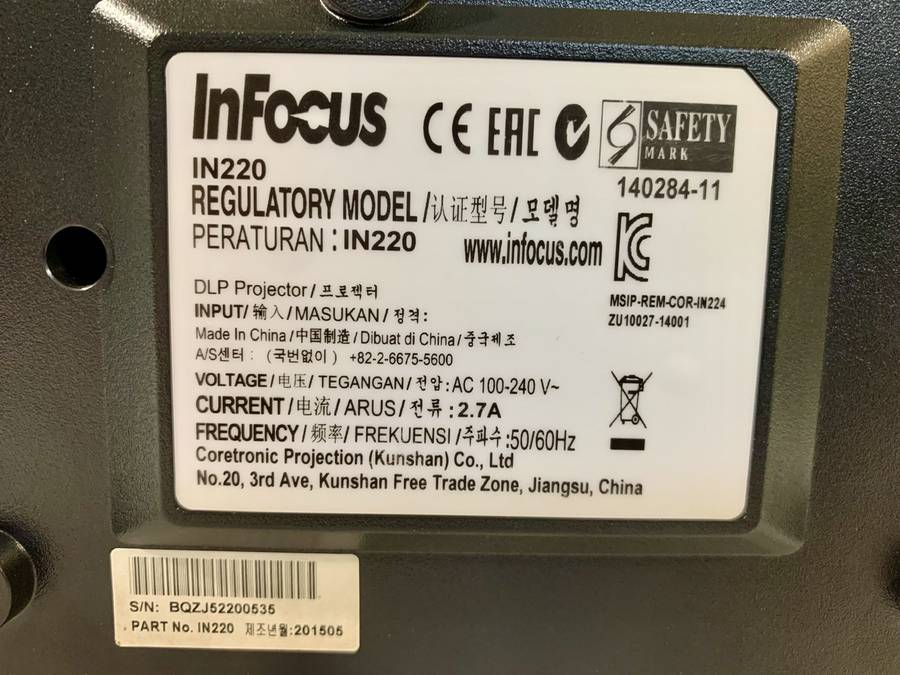 InFocus
CE EAC
SAFETY
MARK
140284-11
IN220
REGULATORY MODEL/认证型号/모델명
PERATURAN : IN220
www.infocus.com
MSIP-REM-COR-IN224
ZU10027-14001
DLP Projector/프로젝터
INPUT/输入/MASUKAN/정격:
Made in China/中国制造/Dibuat di China/중국제조
A/S센터 : (국번없이) +82-2-6675-5600
VOLTAGE/电压/TEGANGAN/전압:AC 100-240 V~
CURRENT/电流/ARUS/전류:2.7A
FREQUENCY/频率/FREKUENSI/주파수:50/60Hz
Coretronic Projection (Kunshan) Co., Ltd
No.20, 3rd Ave, Kunshan Free Trade Zone, Jiangsu, China
S/N: BQZJ52200535
PART No. IN220 제조년월:201505